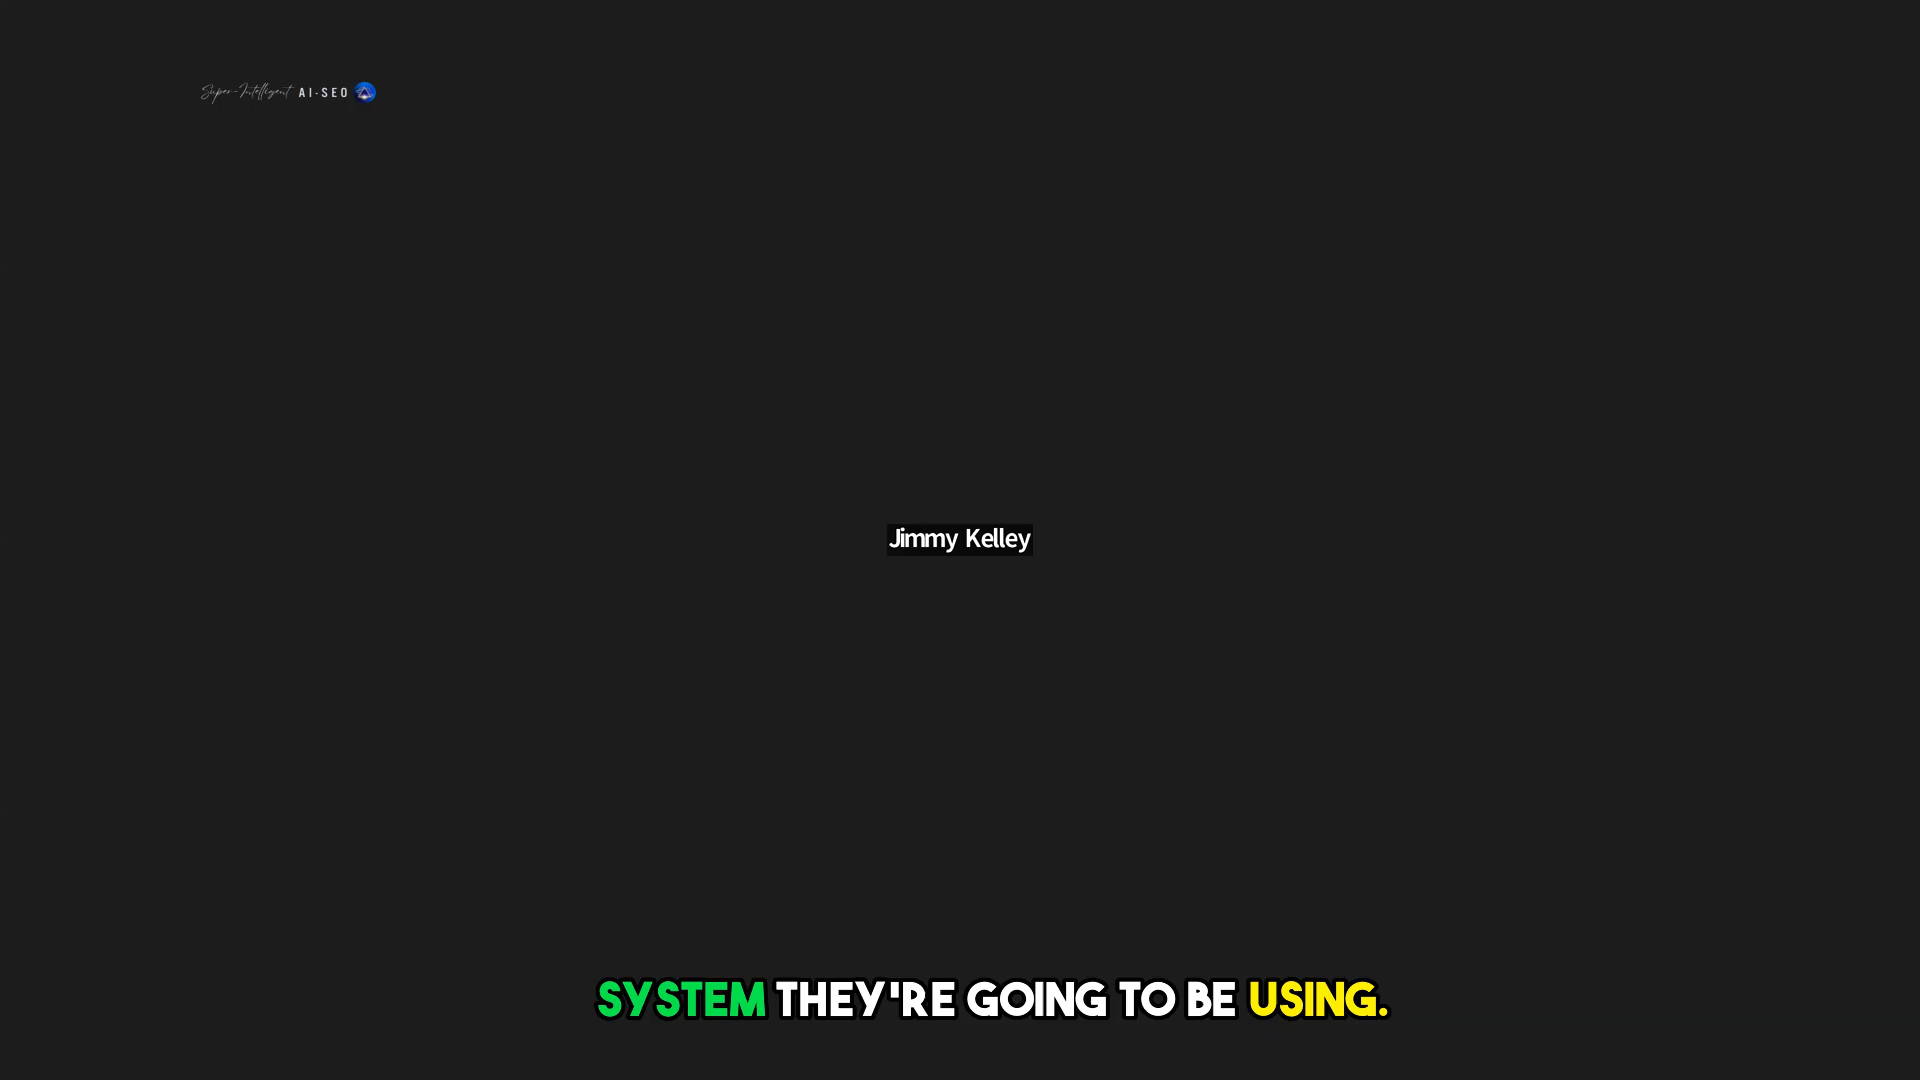 Super-Intelligent AI-SEO
Jimmy Kelley
SYSTEM THEY'RE GOING TO BE USING.